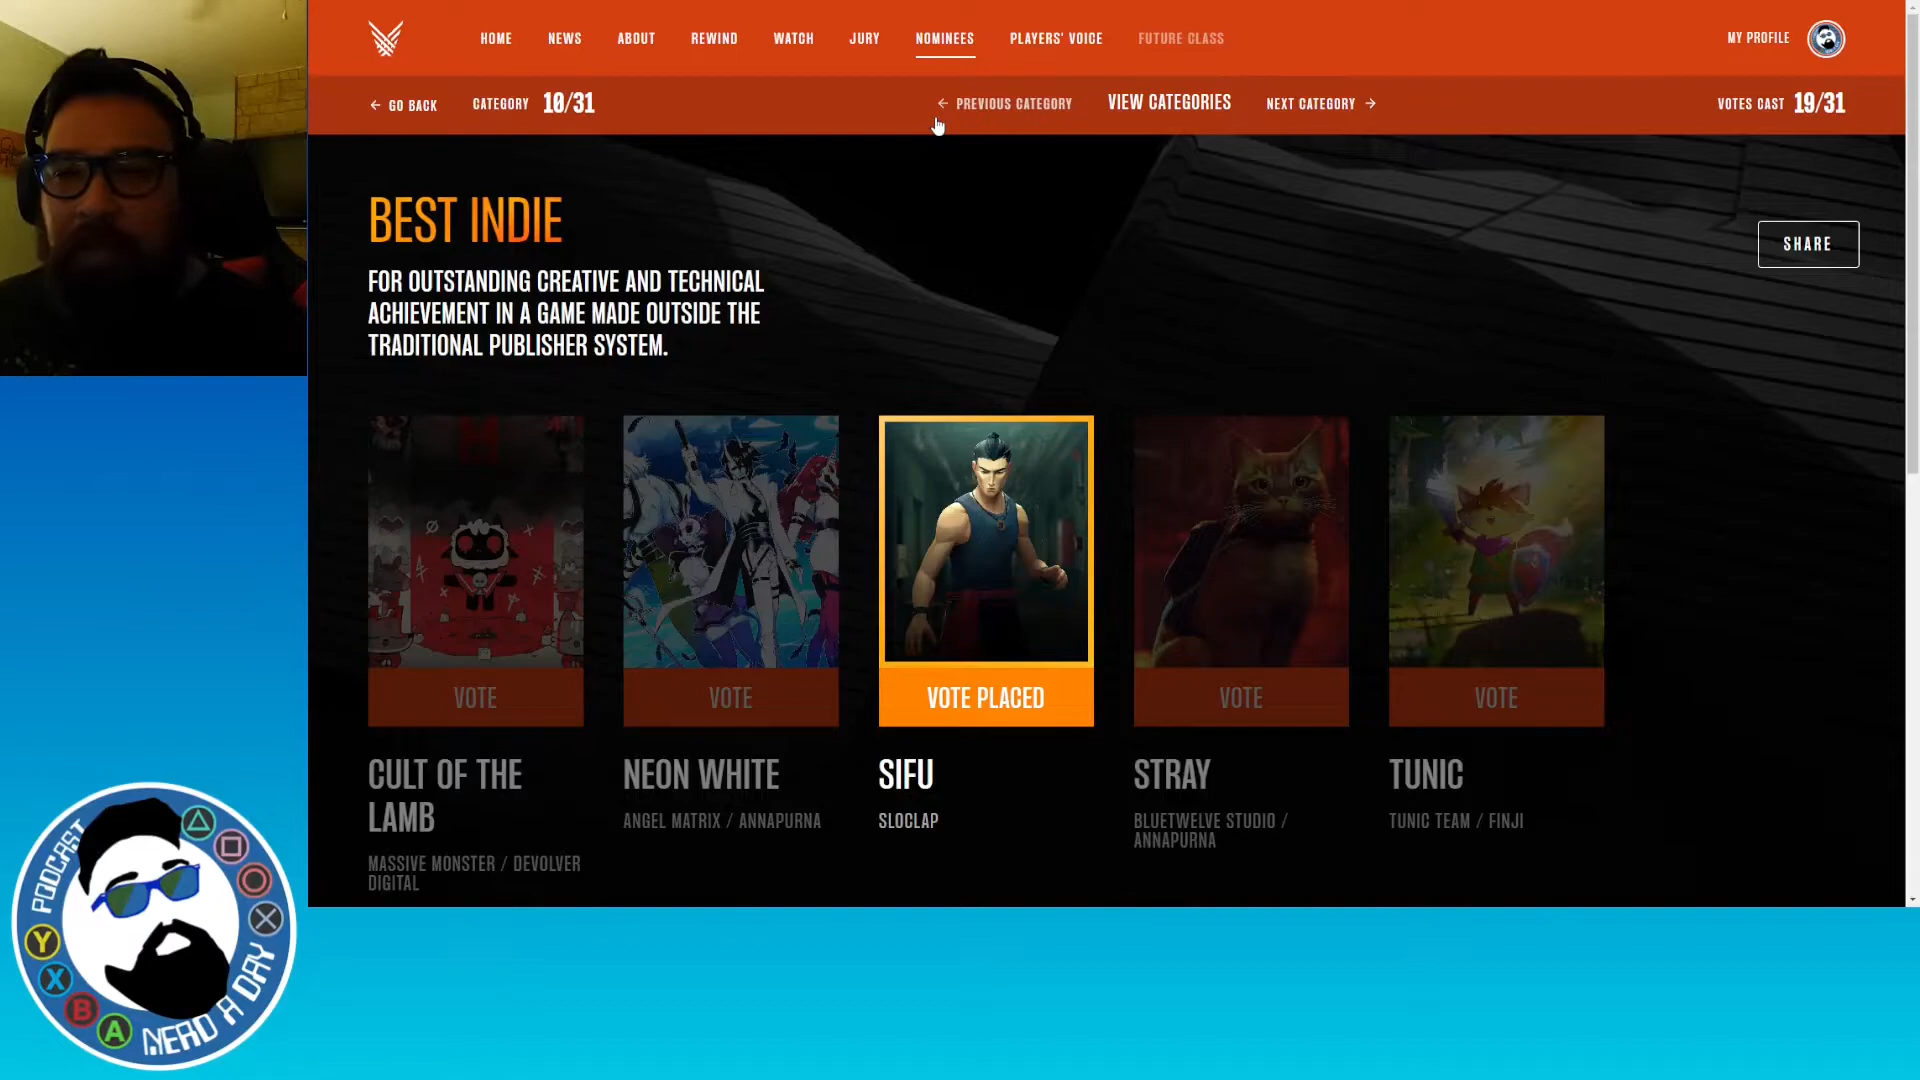 HOME NEWS ABOUT REWIND WATCH JURY NOMINEES PLAYERS' VOICE FUTURE CLASS MY PROFILE
← GO BACK CATEGORY 10/31 ← PREVIOUS CATEGORY VIEW CATEGORIES NEXT CATEGORY → VOTES CAST 19/31
BEST INDIE
SHARE
FOR OUTSTANDING CREATIVE AND TECHNICAL
ACHIEVEMENT IN A GAME MADE OUTSIDE THE
TRADITIONAL PUBLISHER SYSTEM.
VOTE VOTE VOTE PLACED VOTE VOTE
CULT OF THE
LAMB
MASSIVE MONSTER / DEVOLVER
DIGITAL
NEON WHITE
ANGEL MATRIX / ANNAPURNA
SIFU
SLOCLAP
STRAY
BLUETWELVE STUDIO /
ANNAPURNA
TUNIC
TUNIC TEAM / FINJI
PODCAST
Y
X
B
A
NERD A DAY